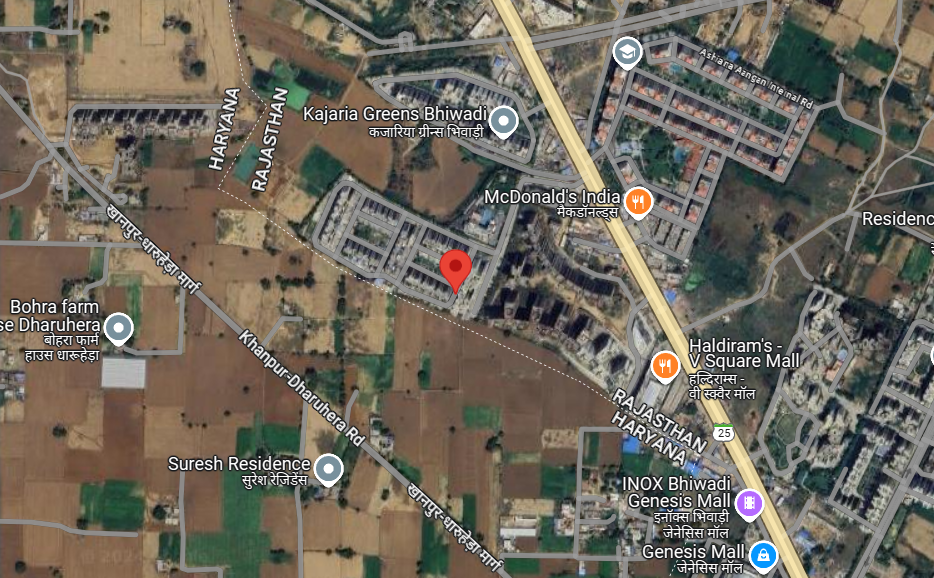 Ashiana Aangan Internal Rd
HARYANA
RAJASTHAN
Kajaria Greens Bhiwadi
कजारिया ग्रीन्स भिवाड़ी
McDonald's India
मैकडॉनल्ड्स
Residenc
खानपुर-धारुहेड़ा मार्ग
Bohra farm
se Dharuhera
बोहरा फार्म
हाउस धारूहेड़ा
Khanpur-Dharuhera Rd
Haldiram's -
V Square Mall
हल्दिराम्स -
वी स्क्वैर मॉल
RAJASTHAN
HARYANA
25
Suresh Residence
सुरेश रेजिडेंस
खानपुर-धारुहेड़ा मार्ग
INOX Bhiwadi
Genesis Mall
इनॉक्स भिवाड़ी
जेनेसिस मॉल
Genesis Mall
जेनेसिस मॉल